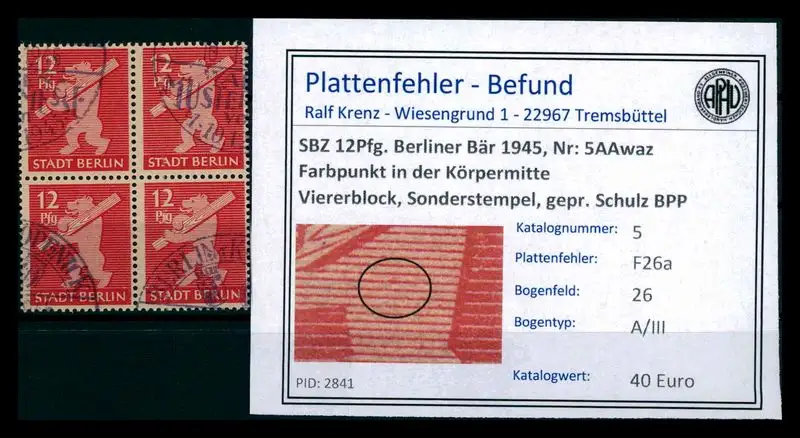 12
Pfg
STADT BERLIN
12
Pfg
STADT BERLIN
12
Pfg
STADT BERLIN
12
Pfg
STADT BERLIN
Plattenfehler - Befund
Ralf Krenz - Wiesengrund 1 - 22967 Tremsbüttel
APHV
SBZ 12Pfg. Berliner Bär 1945, Nr: 5AAwaz
Farbpunkt in der Körpermitte
Viererblock, Sonderstempel, gepr. Schulz BPP
Katalognummer: 5
Plattenfehler: F26a
Bogenfeld: 26
Bogentyp: A/III
Katalogwert: 40 Euro
PID: 2841